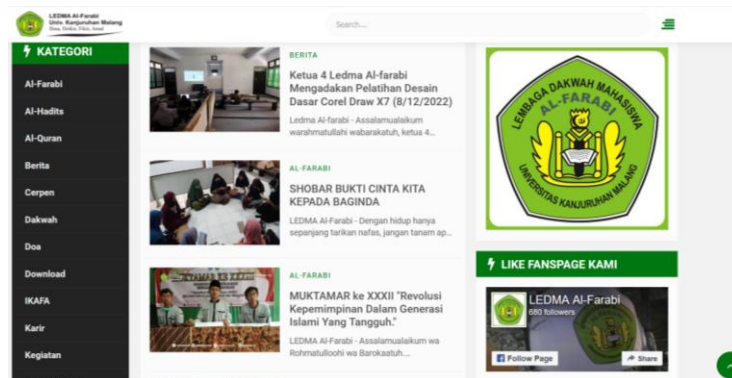 LEDMA Al-Farabi
Univ. Kanjuruhan Malang
Search...
KATEGORI
Al-Farabi
Al-Hadits
Al-Quran
Berita
Cerpen
Dakwah
Doa
Download
IKAFA
Karir
Kegiatan
BERITA
Ketua 4 Ledma Al-farabi
Mengadakan Pelatihan Desain
Dasar Corel Draw X7 (8/12/2022)
Ledma Al-farabi - Assalamualaikum
warahmatullahi wabarakatuh, ketua 4...
AL-FARABI
SHOBAR BUKTI CINTA KITA
KEPADA BAGINDA
LEDMA Al-Farabi - Dengan hidup hanya
sepanjang tarikan nafas, jangan tanam ap...
AL-FARABI
MUKTAMAR ke XXXII "Revolusi
Kepemimpinan Dalam Generasi
Islami Yang Tangguh."
LEDMA Al-Farabi - Assalamualaikum wa
Rohmatulloohi wa Barokaatuh....
MUKTAMAR KE XXXII
LEMBAGA DAKWAH MAHASISWA
AL-FARABI
UNIVERSITAS KANJURUHAN MALANG
LIKE FANSPAGE KAMI
LEDMA Al-Farabi
680 followers
Follow Page
Share